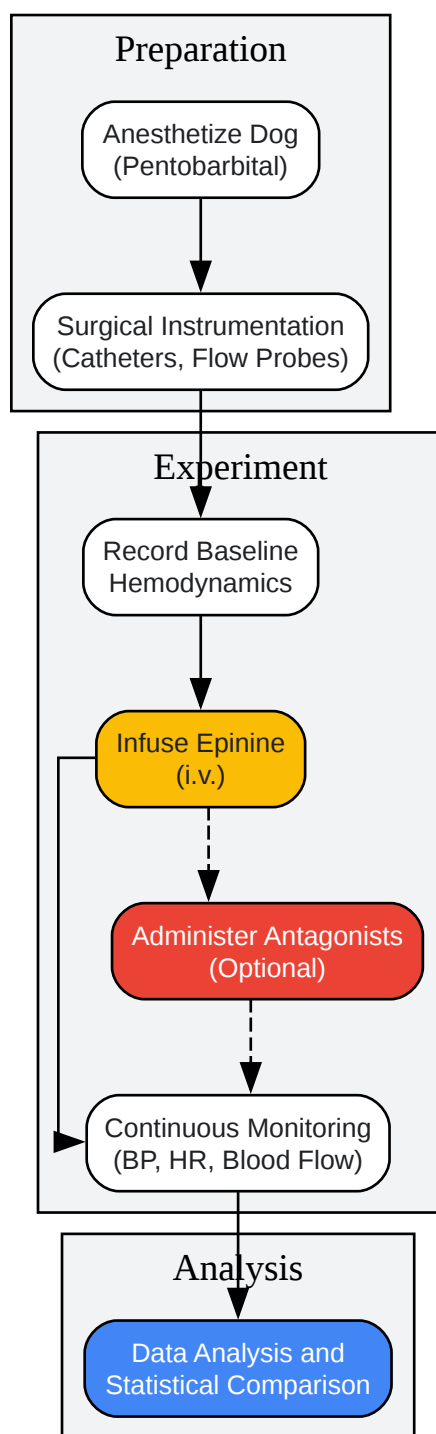 Preparation
Anesthetize Dog
(Pentobarbital)
Surgical Instrumentation
(Catheters, Flow Probes)
Experiment
Record Baseline
Hemodynamics
Infuse Epinine
(i.v.)
Administer Antagonists
(Optional)
Continuous Monitoring
(BP, HR, Blood Flow)
Analysis
Data Analysis and
Statistical Comparison